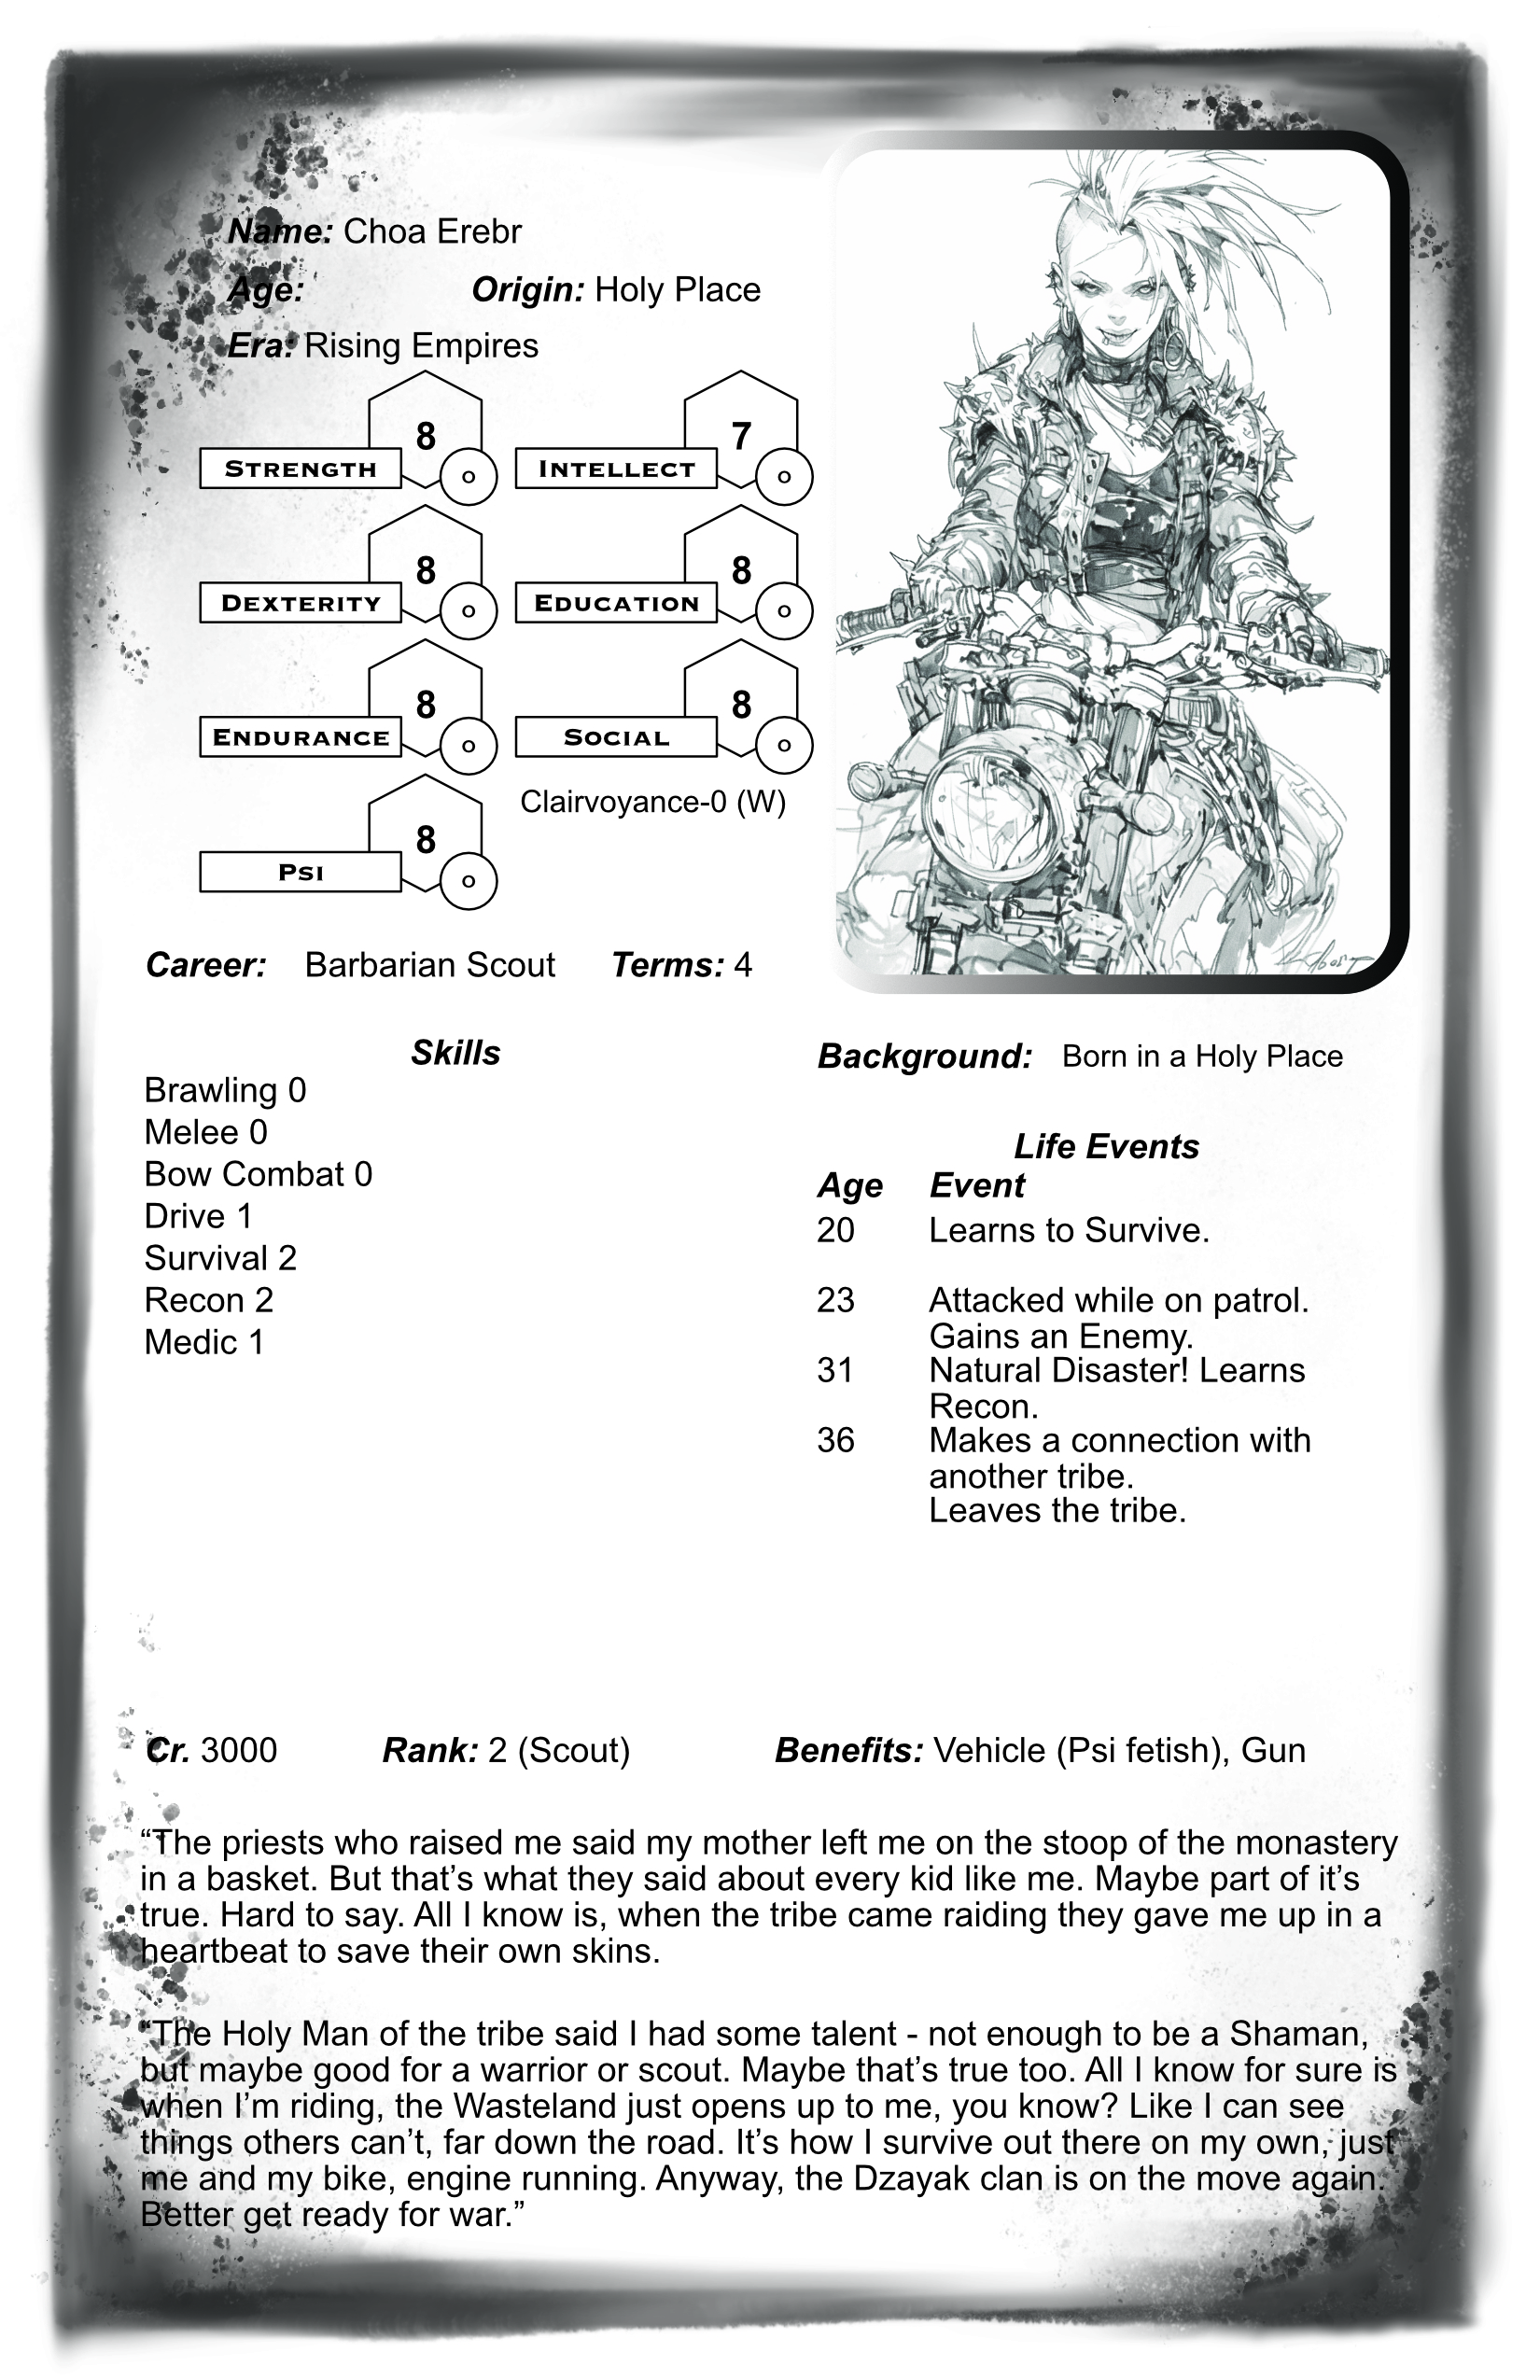 Name: Choa Erebr
Age: Origin: Holy Place
Era: Rising Empires
8 7
STRENGTH 0 INTELLECT 0
8 8
DEXTERITY 0 EDUCATION 0
8 8
ENDURANCE 0 SOCIAL 0
Clairvoyance-0 (W)
8
PSI 0
Career: Barbarian Scout Terms: 4
Skills
Brawling 0
Melee 0
Bow Combat 0
Drive 1
Survival 2
Recon 2
Medic 1
Background: Born in a Holy Place
Life Events
Age Event
20 Learns to Survive.
23 Attacked while on patrol.
Gains an Enemy.
31 Natural Disaster! Learns
Recon.
36 Makes a connection with
another tribe.
Leaves the tribe.
Cr. 3000 Rank: 2 (Scout) Benefits: Vehicle (Psi fetish), Gun
“The priests who raised me said my mother left me on the stoop of the monastery
in a basket. But that’s what they said about every kid like me. Maybe part of it’s
true. Hard to say. All I know is, when the tribe came raiding they gave me up in a
heartbeat to save their own skins.
“The Holy Man of the tribe said I had some talent - not enough to be a Shaman,
but maybe good for a warrior or scout. Maybe that’s true too. All I know for sure is
when I’m riding, the Wasteland just opens up to me, you know? Like I can see
things others can’t, far down the road. It’s how I survive out there on my own, just
me and my bike, engine running. Anyway, the Dzayak clan is on the move again.
Better get ready for war.”